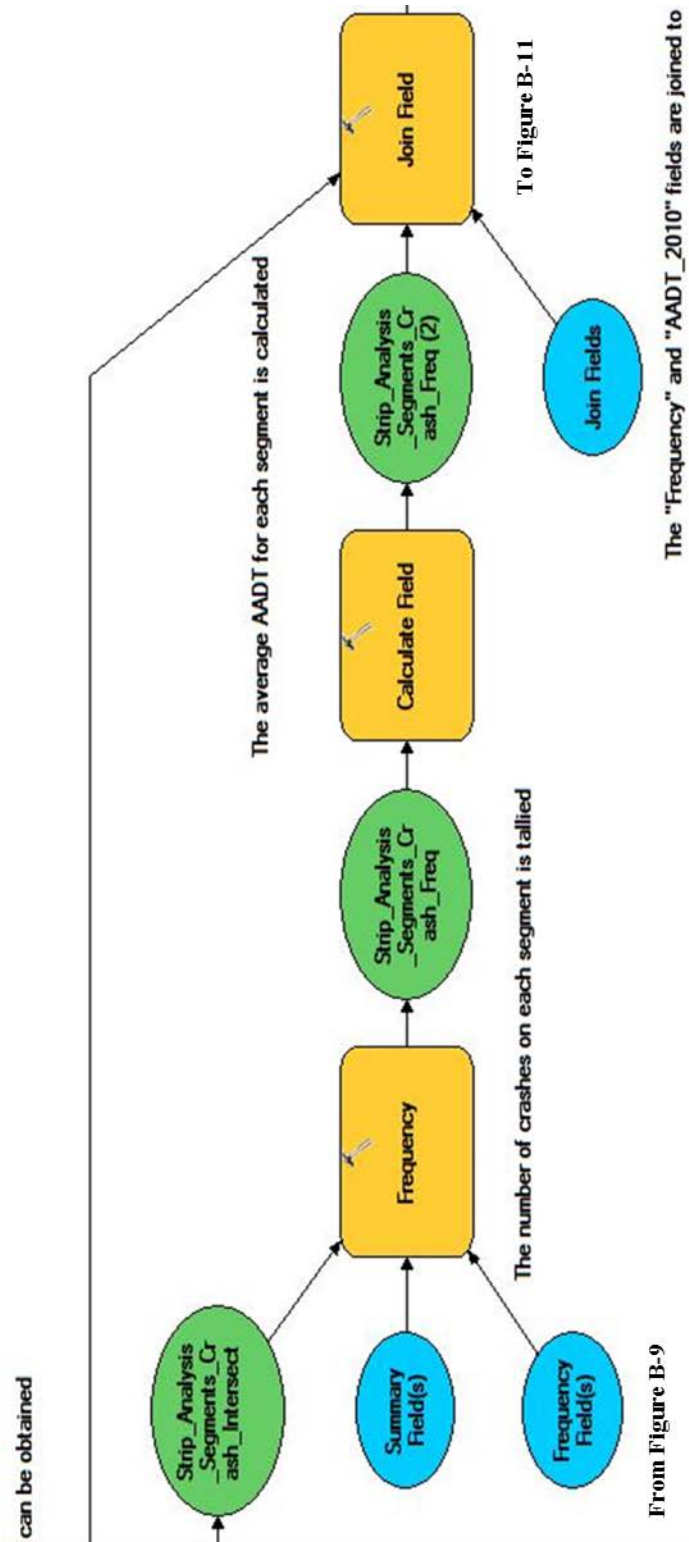 can be obtained
Strip_Analysis
_Segments_Cr
ash_Intersect
Summary
Field(s)
Frequency
Field(s)
From Figure B-9
Frequency
The number of crashes on each segment is tallied
Strip_Analysis
_Segments_Cr
ash_Freq
Calculate Field
The average AADT for each segment is calculated
Strip_Analysis
_Segments_Cr
ash_Freq (2)
Join Fields
Join Field
To Figure B-11
The "Frequency" and "AADT_2010" fields are joined to